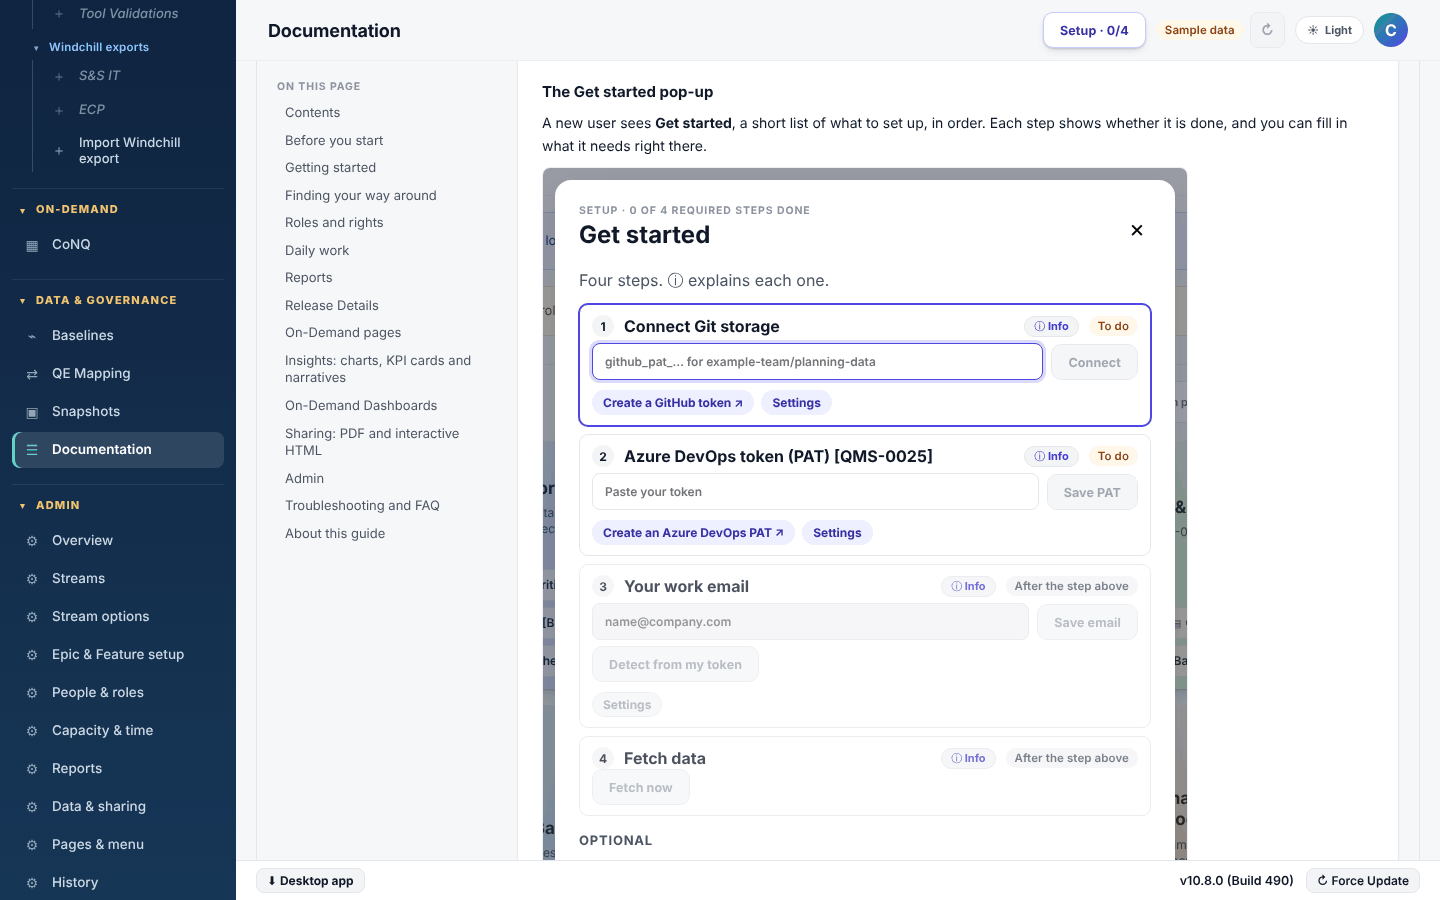 Tool Validations
Windchill exports
S&S IT
ECP
Import Windchill
export
ON-DEMAND
CoNQ
DATA & GOVERNANCE
Baselines
QE Mapping
Snapshots
Documentation
ADMIN
Overview
Streams
Stream options
Epic & Feature setup
People & roles
Capacity & time
Reports
Data & sharing
Pages & menu
History
Documentation
Setup · 0/4
Sample data
Light
C
ON THIS PAGE
Contents
Before you start
Getting started
Finding your way around
Roles and rights
Daily work
Reports
Release Details
On-Demand pages
Insights: charts, KPI cards and
narratives
On-Demand Dashboards
Sharing: PDF and interactive
HTML
Admin
Troubleshooting and FAQ
About this guide
The Get started pop-up
A new user sees Get started, a short list of what to set up, in order. Each step shows whether it is done, and you can fill in
what it needs right there.
SETUP · 0 OF 4 REQUIRED STEPS DONE
Get started
Four steps. ⓘ explains each one.
1 Connect Git storage ⓘ Info To do
github_pat_... for example-team/planning-data Connect
Create a GitHub token ↗ Settings
2 Azure DevOps token (PAT) [QMS-0025] ⓘ Info To do
Paste your token Save PAT
Create an Azure DevOps PAT ↗ Settings
3 Your work email ⓘ Info After the step above
name@company.com Save email
Detect from my token
Settings
4 Fetch data ⓘ Info After the step above
Fetch now
OPTIONAL
⬇ Desktop app
v10.8.0 (Build 490)
↻ Force Update